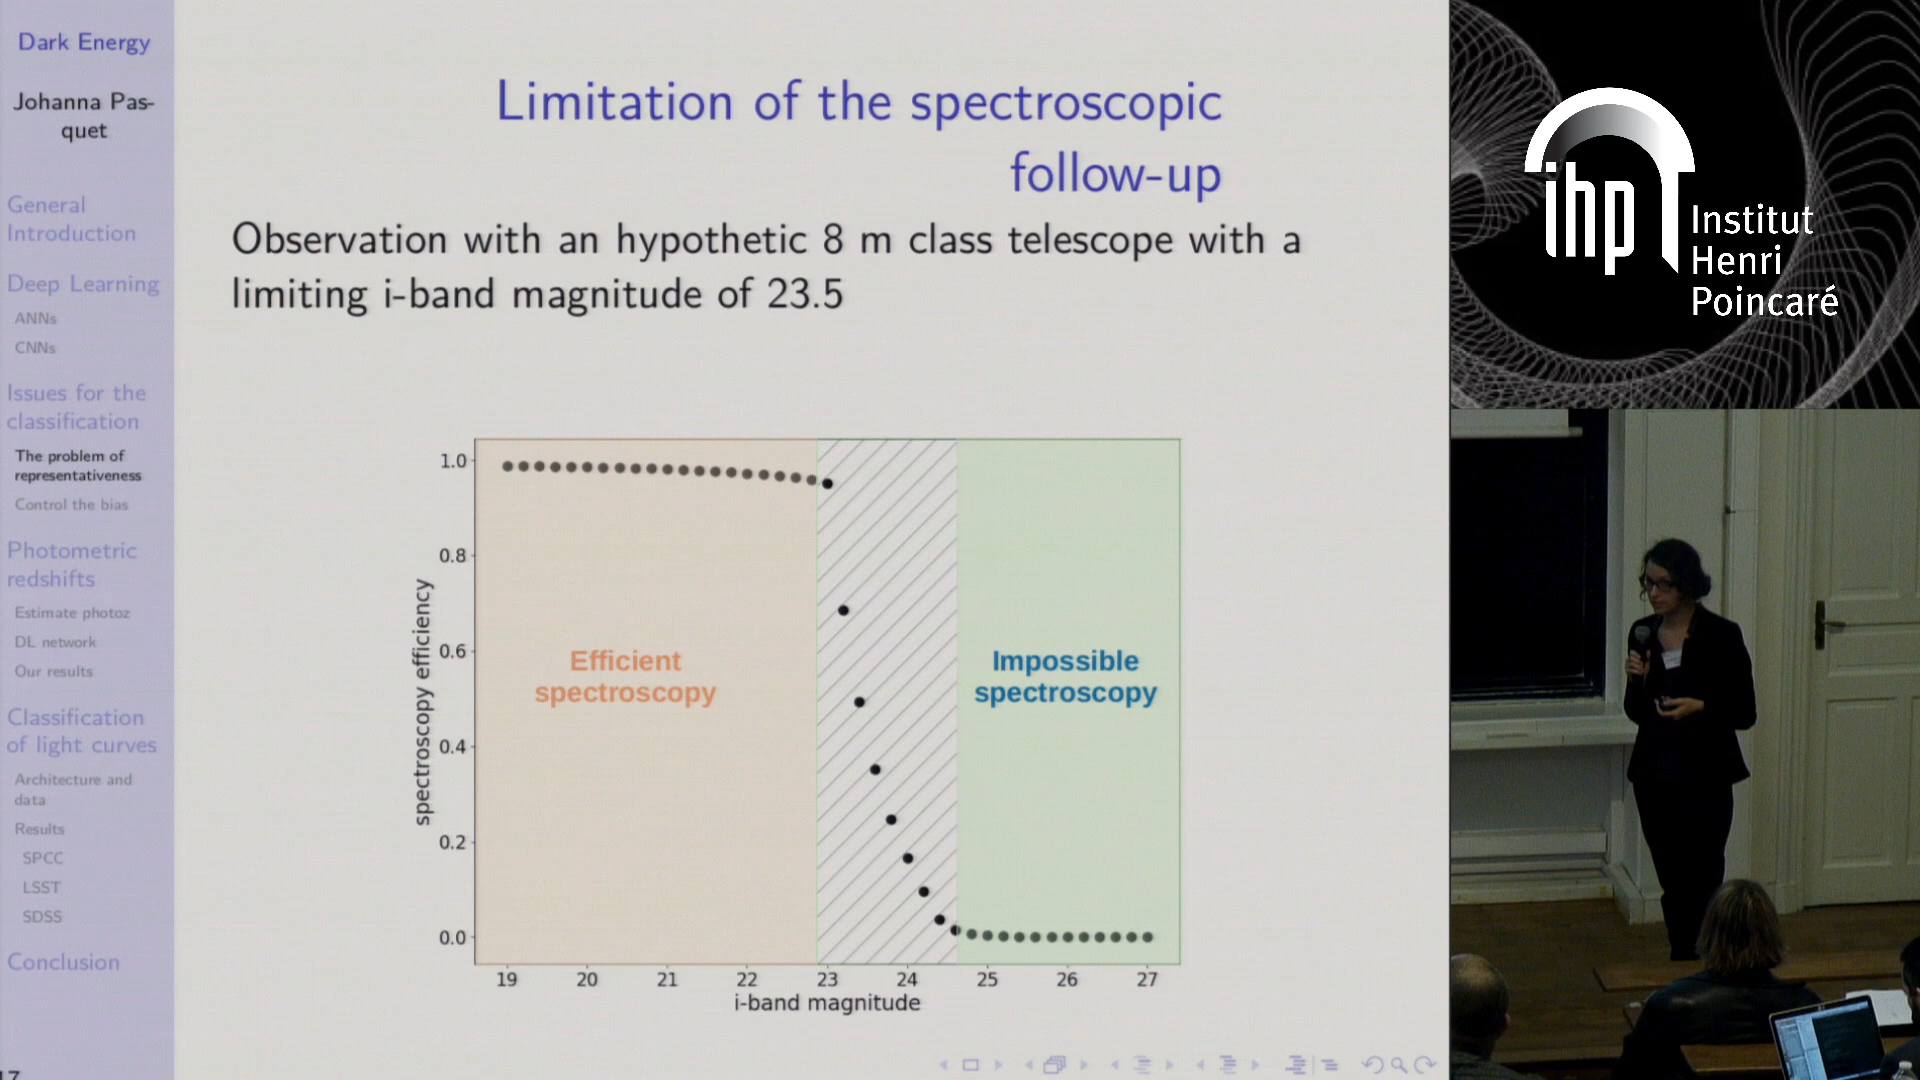 Dark Energy
Johanna Pas-
quet
General
Introduction
Deep Learning
ANNs
CNNs
Issues for the
classification
The problem of
representativeness
Control the bias
Photometric
redshifts
Estimate photoz
DL network
Our results
Classification
of light curves
Architecture and
data
Results
SPCC
LSST
SDSS
Conclusion
17
Limitation of the spectroscopic
follow-up
Observation with an hypothetic 8 m class telescope with a
limiting i-band magnitude of 23.5
spectroscopy efficiency
1.0
0.8
0.6
0.4
0.2
0.0
Efficient
spectroscopy
Impossible
spectroscopy
19 20 21 22 23 24 25 26 27
i-band magnitude
ihp
Institut
Henri
Poincaré